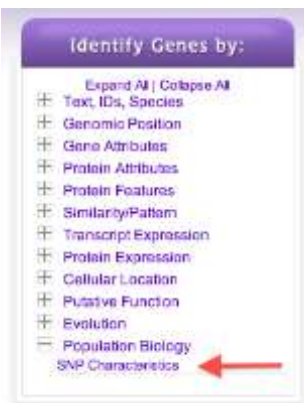 Identify Genes by:
Expand All | Collapse All
Text, IDs, Species
Genomic Position
Gene Attributes
Protein Attributes
Protein Features
Similarity/Pattern
Transcript Expression
Protein Expression
Cellular Location
Putative Function
Evolution
Population Biology
SNP Characteristics